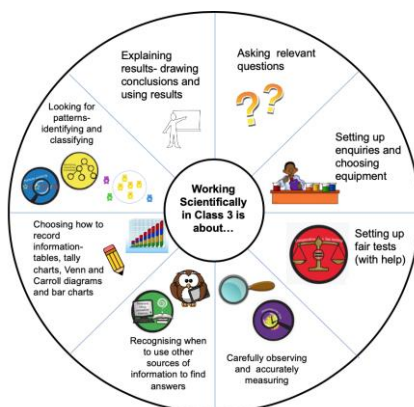 Working
Scientifically
in Class 3 is
about…
Asking relevant
questions
Setting up
enquiries and
choosing
equipment
Setting up
fair tests
(with help)
Carefully observing
and accurately
measuring
Recognising when
to use other
sources of
information to find
answers
Choosing how to
record
information-
tables, tally
charts, Venn and
Carroll diagrams
and bar charts
Looking for
patterns-
identifying and
classifying
Explaining
results- drawing
conclusions and
using results